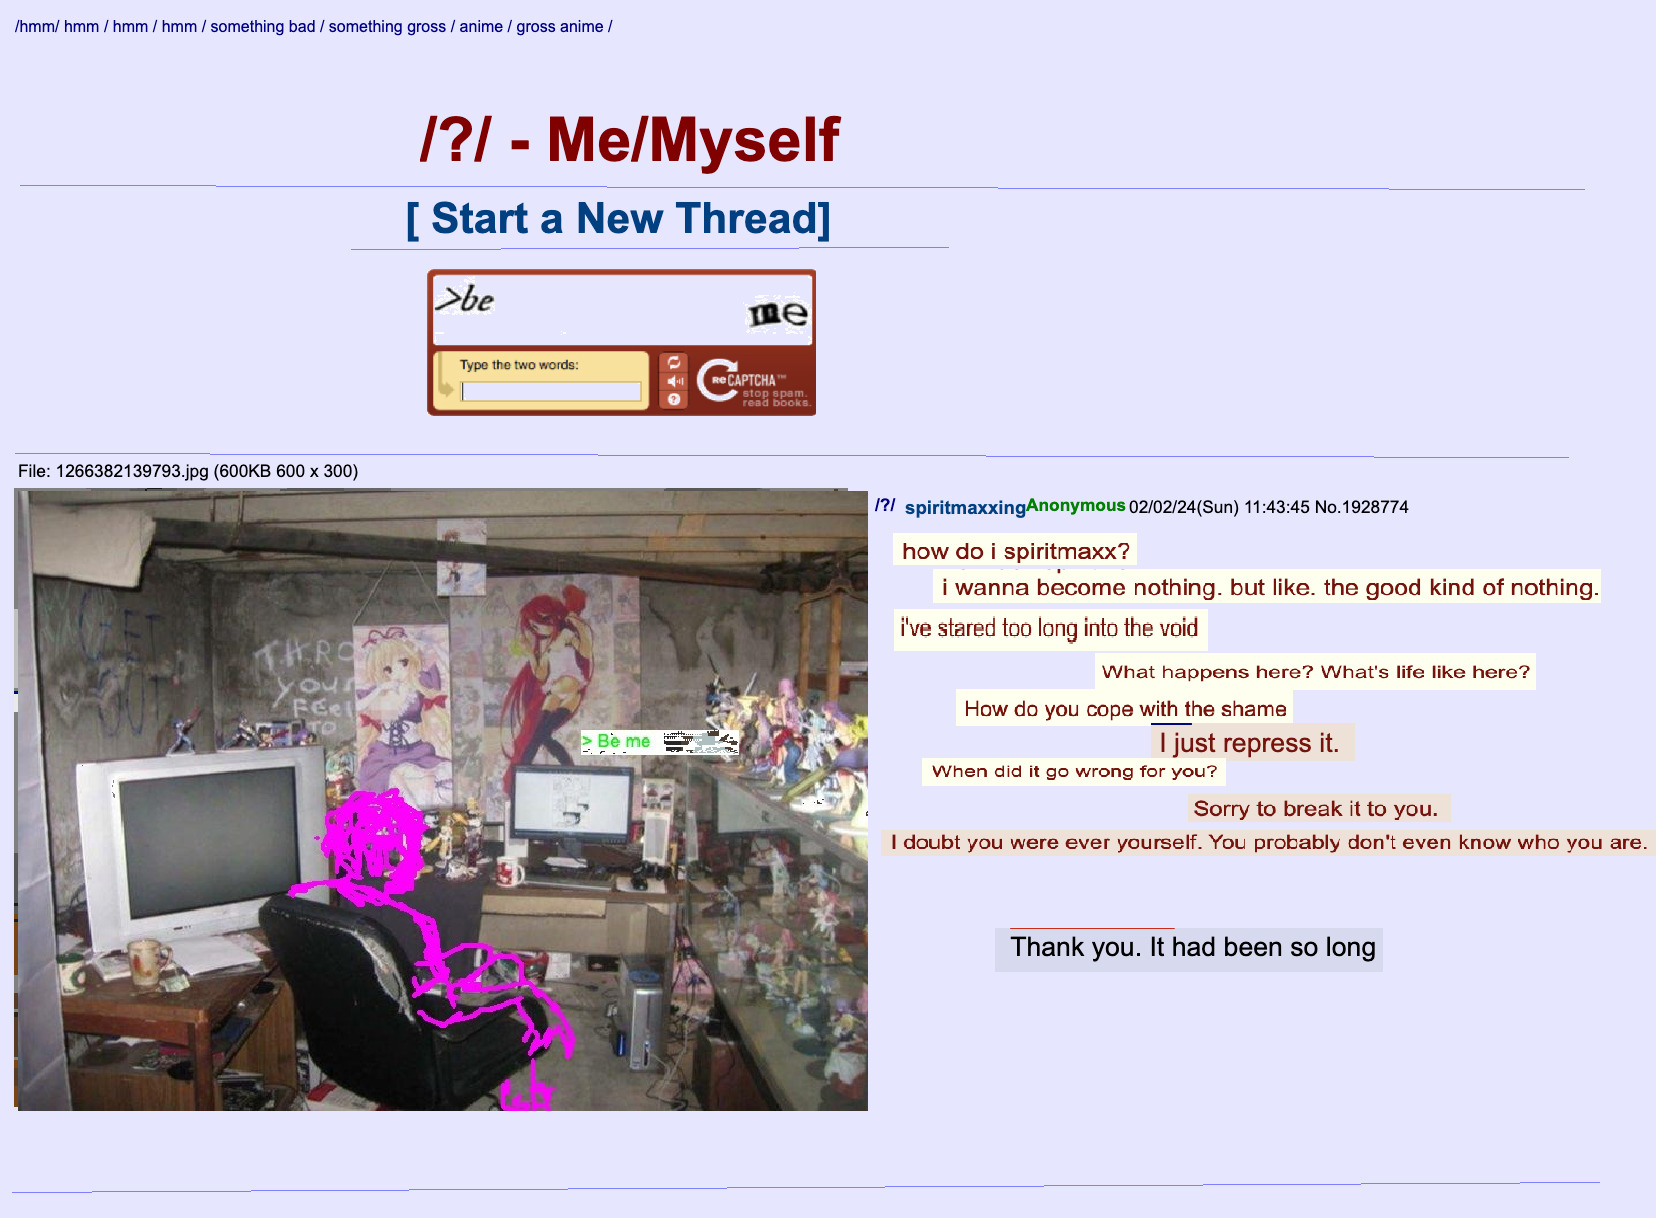 /hmm/ hmm / hmm / hmm / something bad / something gross / anime / gross anime /
/?/ - Me/Myself
[ Start a New Thread]
>be me
Type the two words:
reCAPTCHA™
stop spam.
read books.
File: 1266382139793.jpg (600KB 600 x 300)
/?/ spiritmaxxingAnonymous 02/02/24(Sun) 11:43:45 No.1928774
how do i spiritmaxx?
i wanna become nothing. but like. the good kind of nothing.
i've stared too long into the void
What happens here? What's life like here?
How do you cope with the shame
I just repress it.
When did it go wrong for you?
Sorry to break it to you.
I doubt you were ever yourself. You probably don't even know who you are.
Thank you. It had been so long
THRO
your
FEEL
TO
> Be me